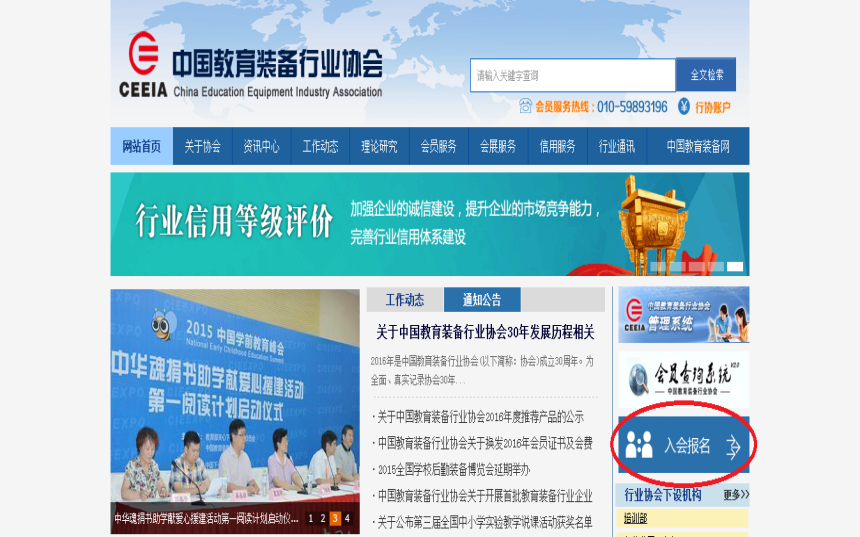 CEEIA
中国教育装备行业协会
China Education Equipment Industry Association
请输入关键字查询
全文检索
会员服务热线：010-59893196
¥ 行协账户
网站首页 关于协会 资讯中心 工作动态 理论研究 会员服务 会展服务 信用服务 行业通讯 中国教育装备网
行业信用等级评价
加强企业的诚信建设，提升企业的市场竞争能力，
完善行业信用体系建设
2015 中国学前教育峰会
National Early Childhood Education Summit
中华魂捐书助学献爱心援建活动
第一阅读计划启动仪式
中华魂捐书助学献爱心援建活动第一阅读计划启动仪...
1 2 3 4
工作动态 通知公告
关于中国教育装备行业协会30年发展历程相关
2016年是中国教育装备行业协会(以下简称：协会)成立30周年。为
全面、真实记录协会30年...
·关于中国教育装备行业协会2016年度推荐产品的公示
·中国教育装备行业协会关于换发2016年会员证书及会费
·2015全国学校后勤装备博览会延期举办
·中国教育装备行业协会关于开展首批教育装备行业企业
·关于公布第三届全国中小学实验教学说课活动获奖名单
CEEIA
中国教育装备行业协会
管理系统
会员查询系统 V2.0
中国教育装备行业协会
入会报名
行业协会下设机构 更多>>
培训部